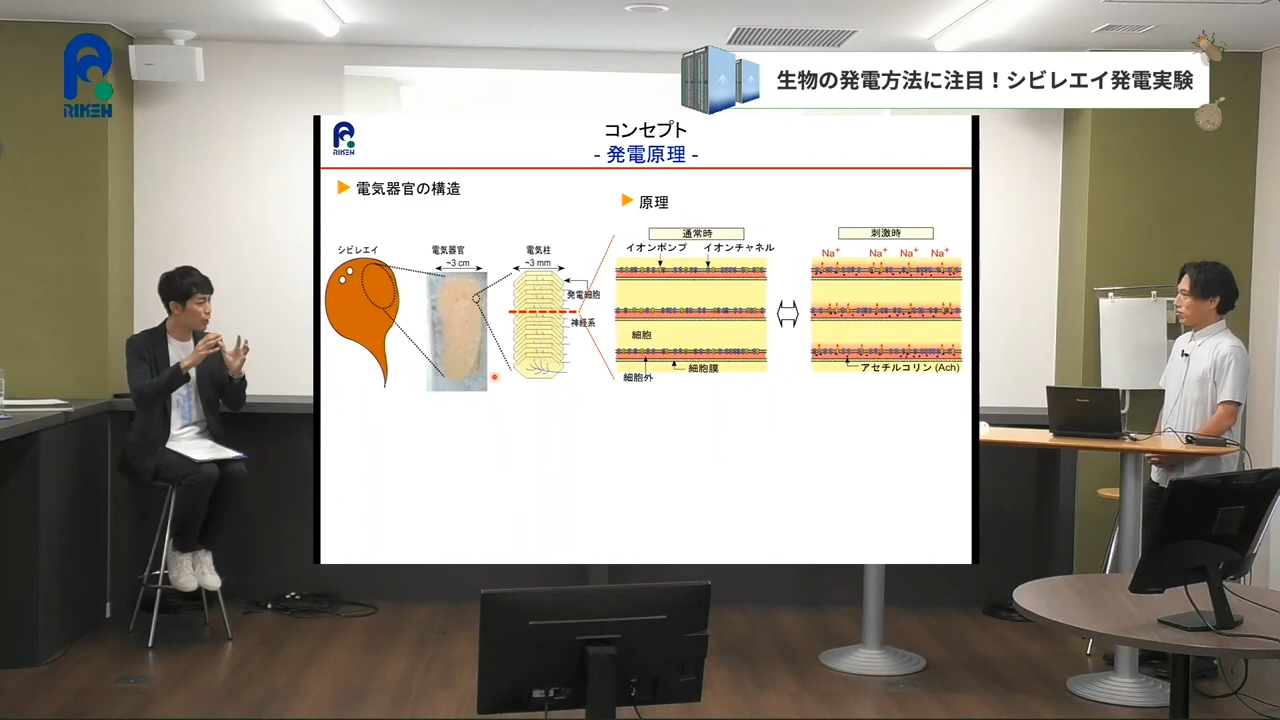 RIKEN
生物の発電方法に注目！シビレエイ発電実験
RIKEN
コンセプト
- 発電原理 -
電気器官の構造
原理
シビレエイ
電気器官
~3 cm
電気柱
~3 mm
発電細胞
神経系
通常時
イオンポンプ
イオンチャネル
細胞
細胞外
細胞膜
刺激時
Na+
Na+
Na+
Na+
アセチルコリン (Ach)